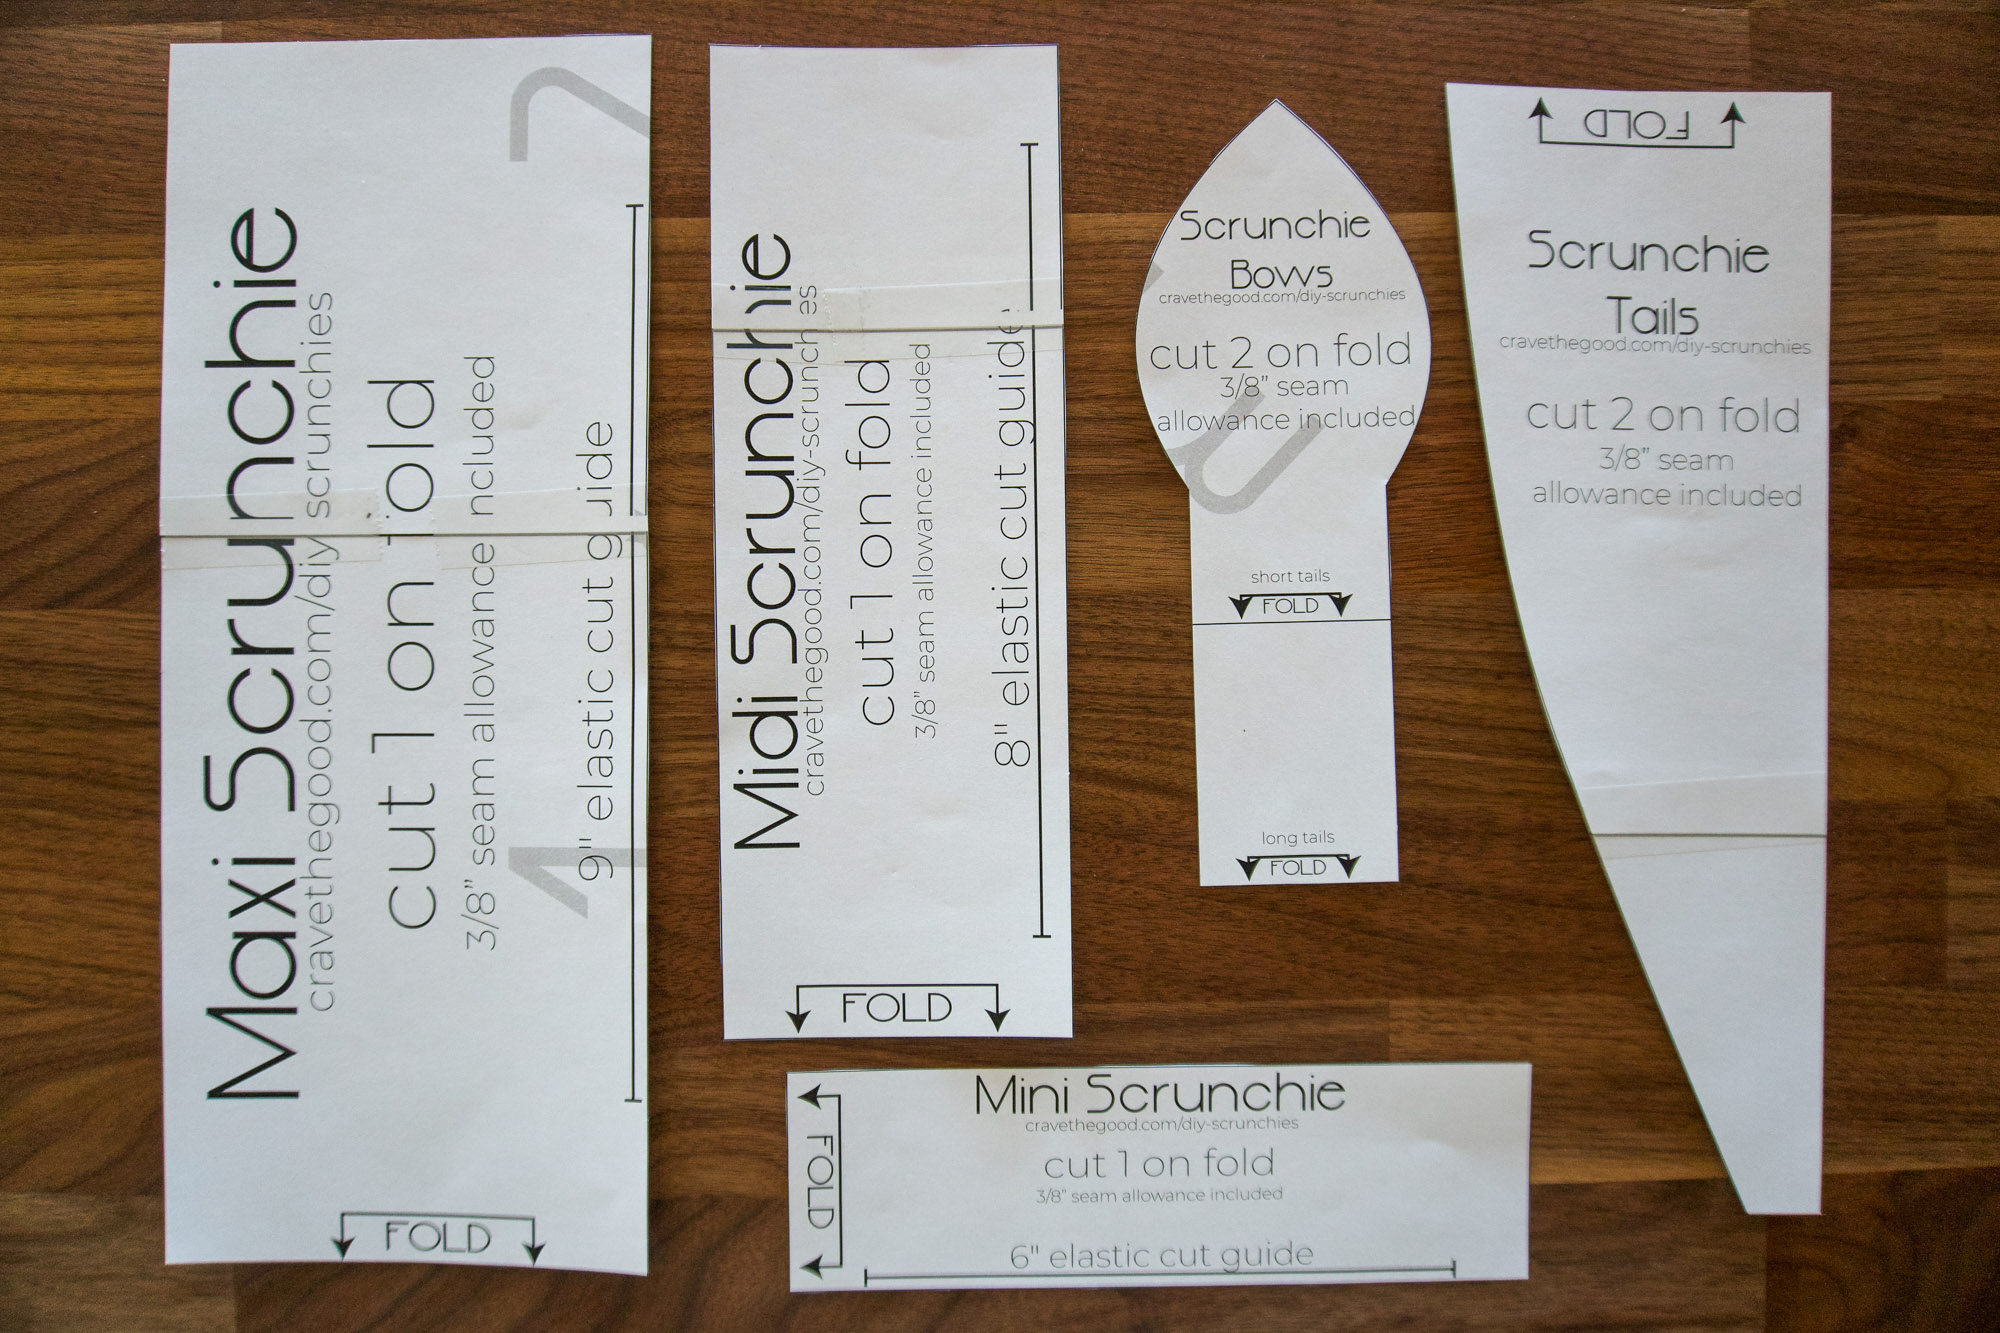 Maxi Scrunchie
cravethegood.com/diy scrunchies
cut 1 on fold
3/8" seam allowance included
9" elastic cut guide
FOLD
Midi Scrunchie
cravethegood.com/diy-scrunchies
cut 1 on fold
3/8" seam allowance included
8" elastic cut guide
FOLD
Scrunchie
Bows
cravethegood.com/diy-scrunchies
cut 2 on fold
3/8" seam
allowance included
short tails
FOLD
long tails
FOLD
FOLD
Scrunchie
Tails
cravethegood.com/diy-scrunchies
cut 2 on fold
3/8" seam
allowance included
Mini Scrunchie
cravethegood.com/diy-scrunchies
cut 1 on fold
3/8" seam allowance included
6" elastic cut guide
FOLD